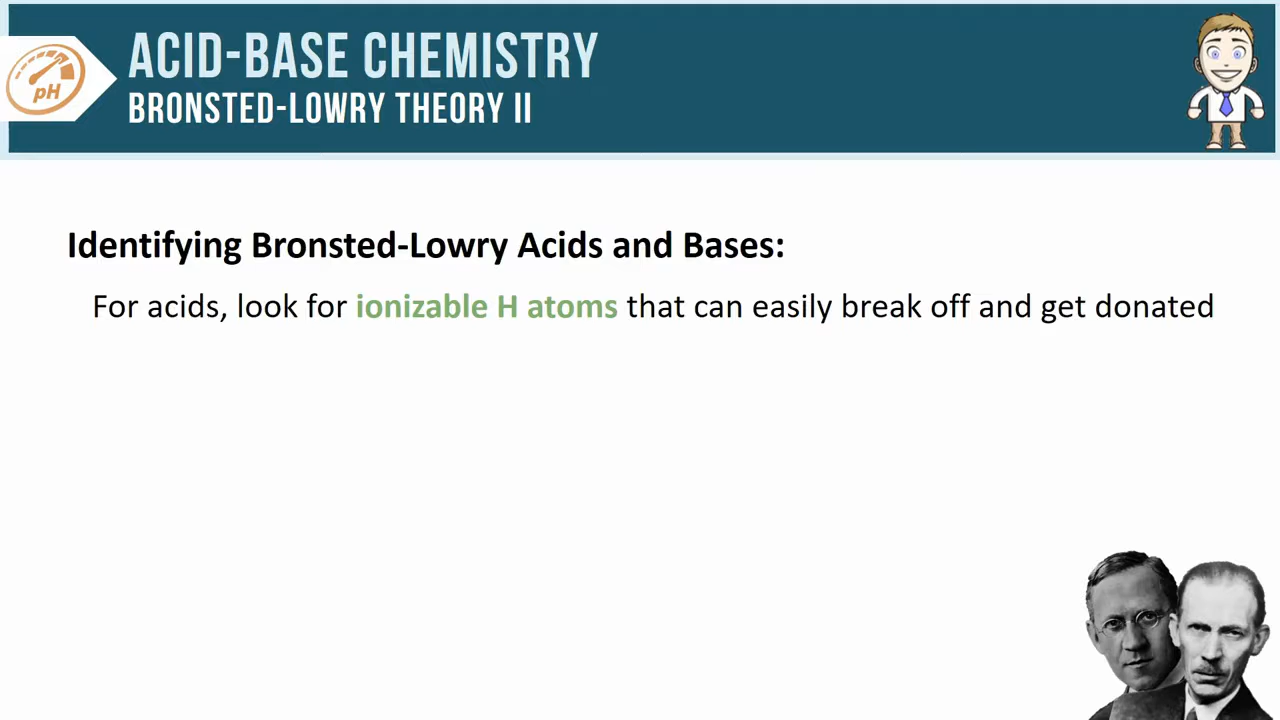 pH
ACID-BASE CHEMISTRY
BRONSTED-LOWRY THEORY II
Identifying Bronsted-Lowry Acids and Bases:
For acids, look for ionizable H atoms that can easily break off and get donated